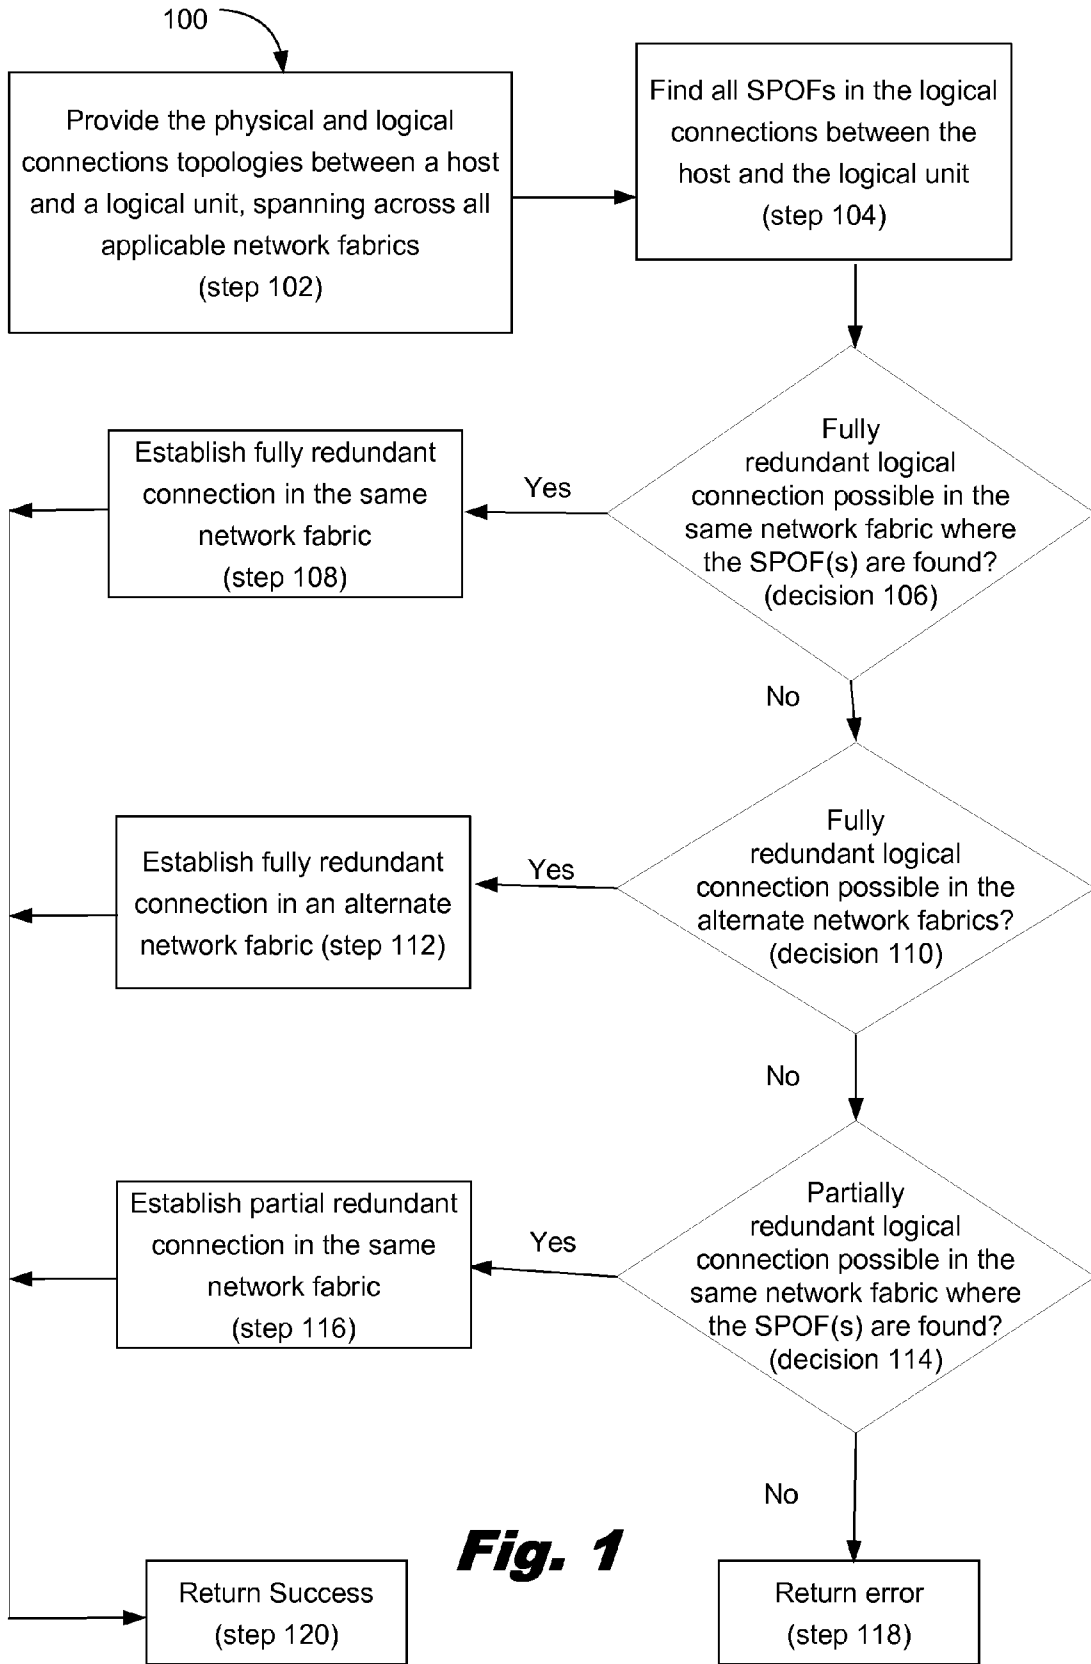 100
Provide the physical and logical
connections topologies between a host
and a logical unit, spanning across all
applicable network fabrics
(step 102)
Find all SPOFs in the logical
connections between the
host and the logical unit
(step 104)
Fully
redundant logical
connection possible in the
same network fabric where
the SPOF(s) are found?
(decision 106)
Yes
Establish fully redundant
connection in the same
network fabric
(step 108)
No
Fully
redundant logical
connection possible in the
alternate network fabrics?
(decision 110)
Yes
Establish fully redundant
connection in an alternate
network fabric (step 112)
No
Partially
redundant logical
connection possible in the
same network fabric where
the SPOF(s) are found?
(decision 114)
Yes
Establish partial redundant
connection in the same
network fabric
(step 116)
No
Return error
(step 118)
Return Success
(step 120)
Fig. 1